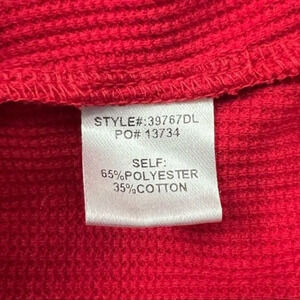 STYLE#:39767DL
PO# 13734
SELF:
65%POLYESTER
35%COTTON